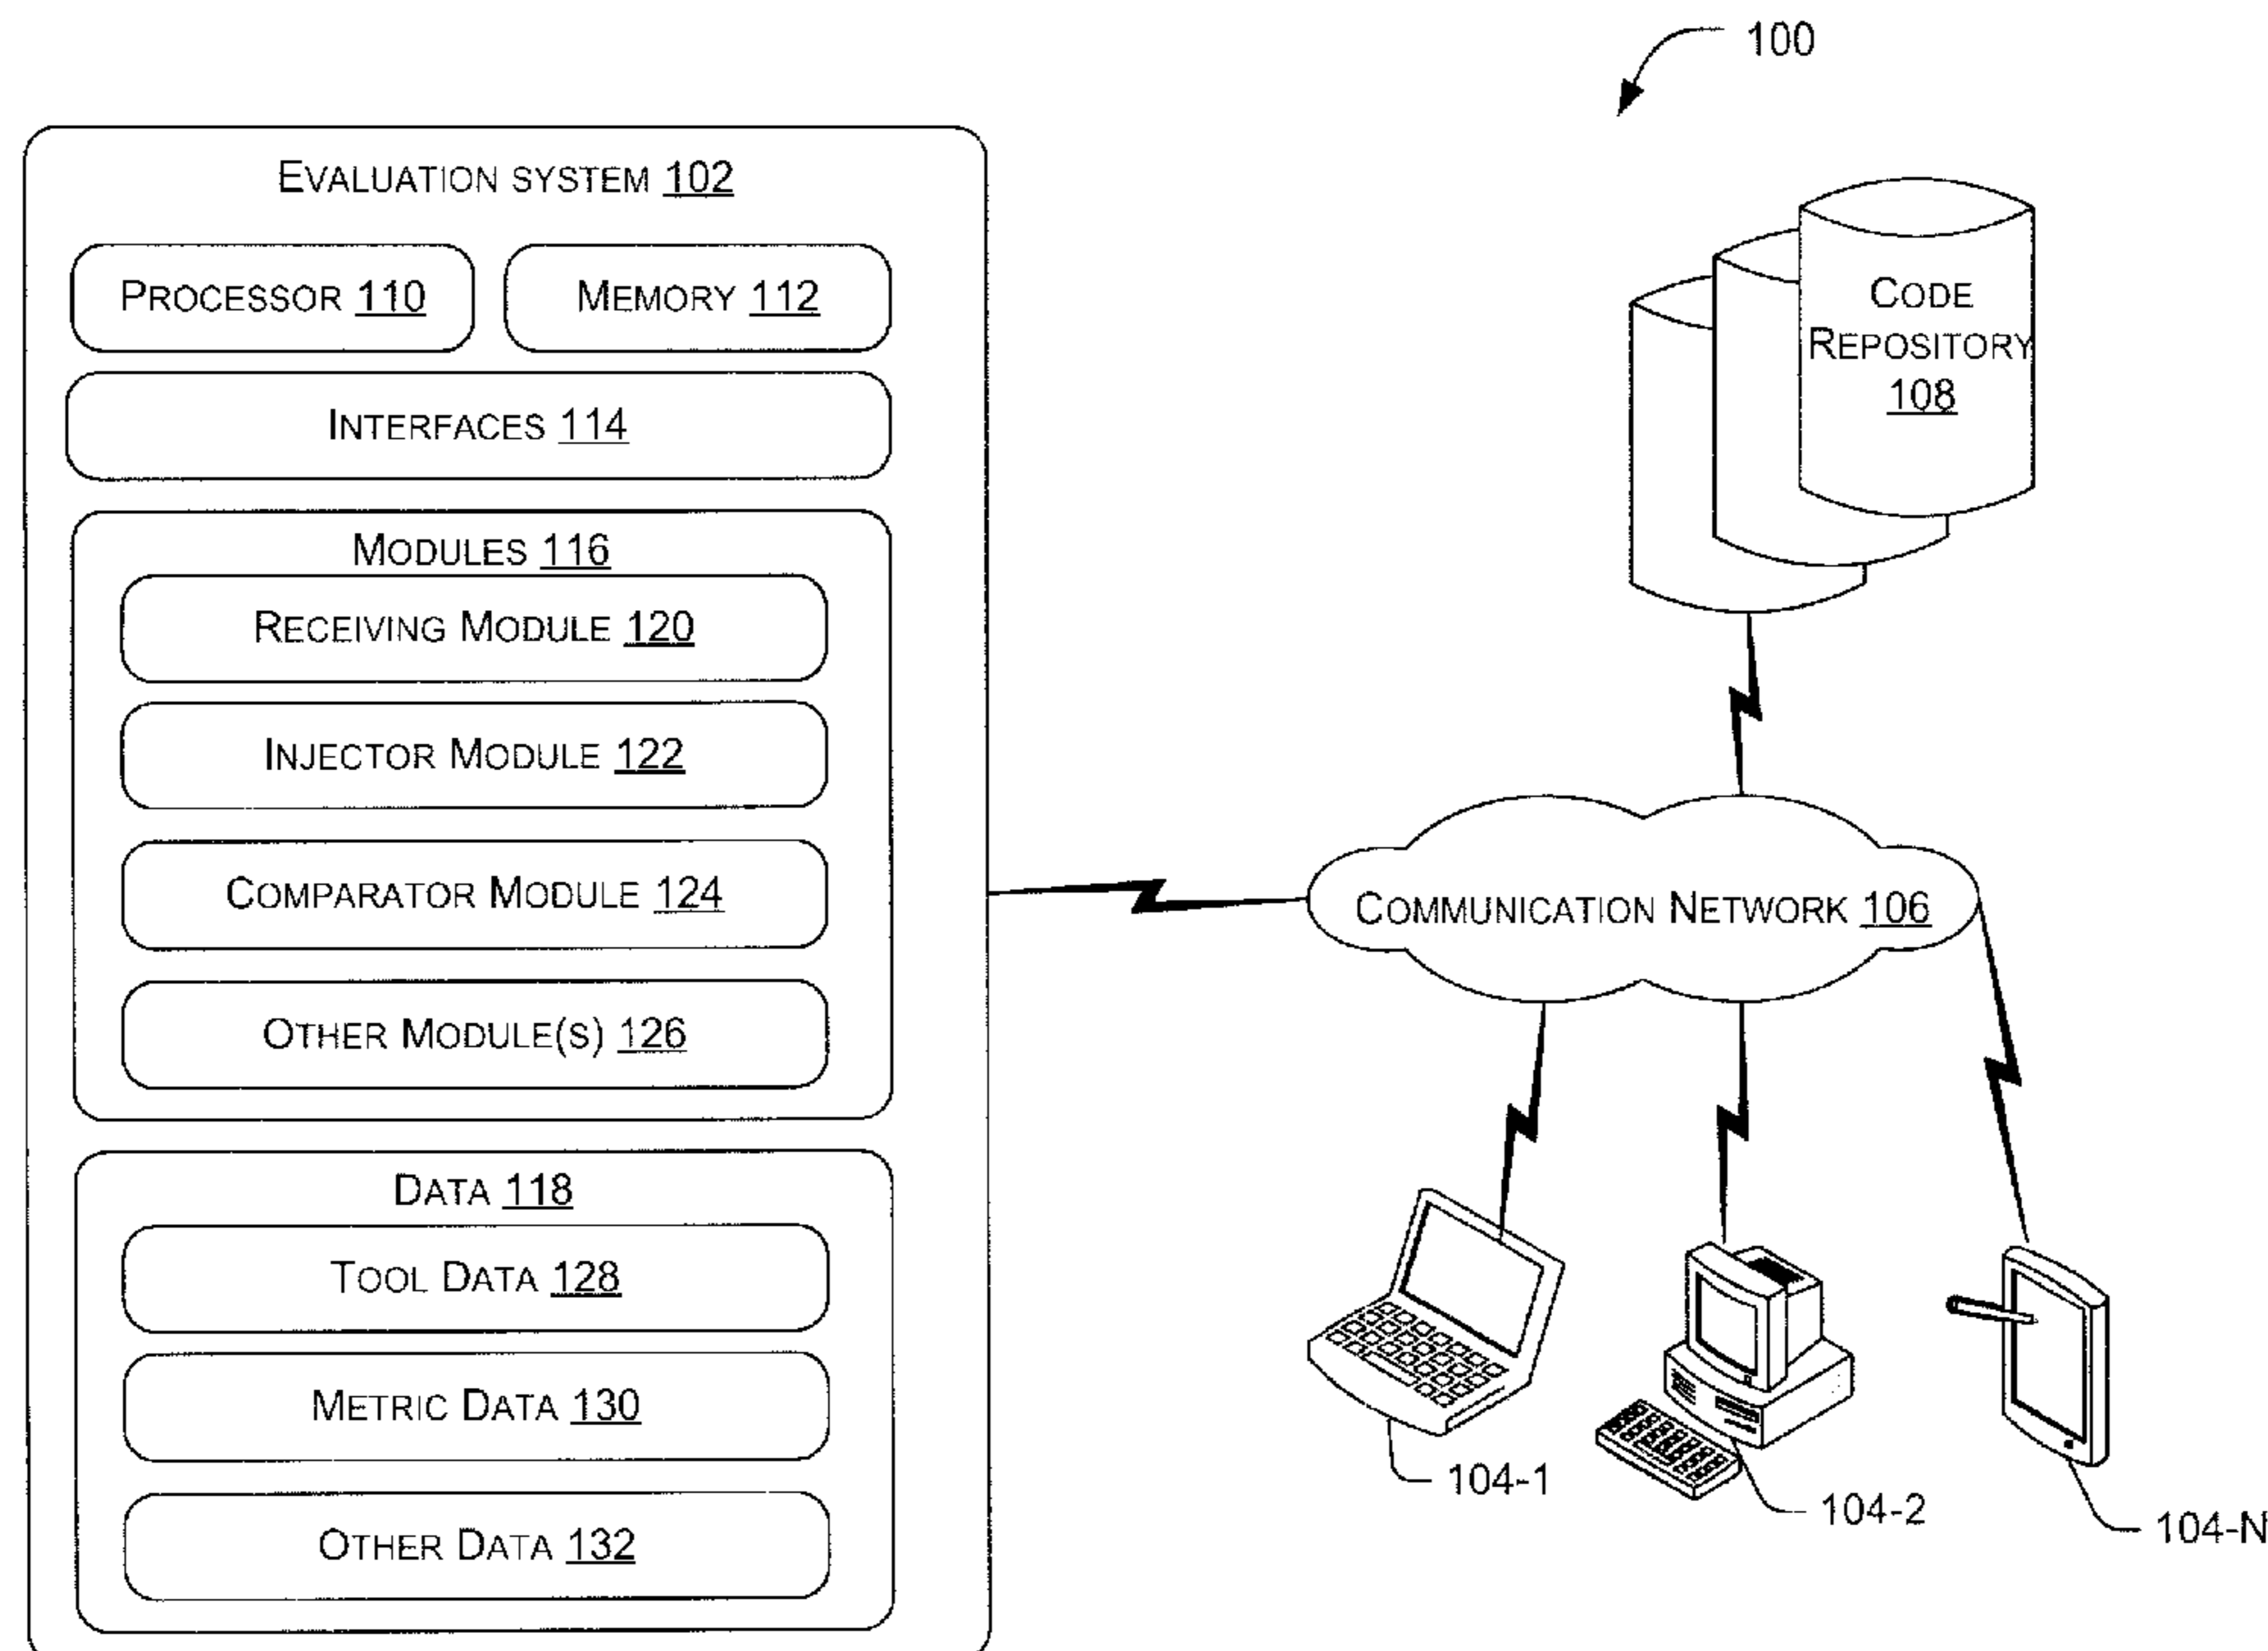 100
EVALUATION SYSTEM 102
PROCESSOR 110
MEMORY 112
INTERFACES 114
MODULES 116
RECEIVING MODULE 120
INJECTOR MODULE 122
COMPARATOR MODULE 124
OTHER MODULE(S) 126
DATA 118
TOOL DATA 128
METRIC DATA 130
OTHER DATA 132
CODE
REPOSITORY
108
COMMUNICATION NETWORK 106
104-1
104-2
104-N